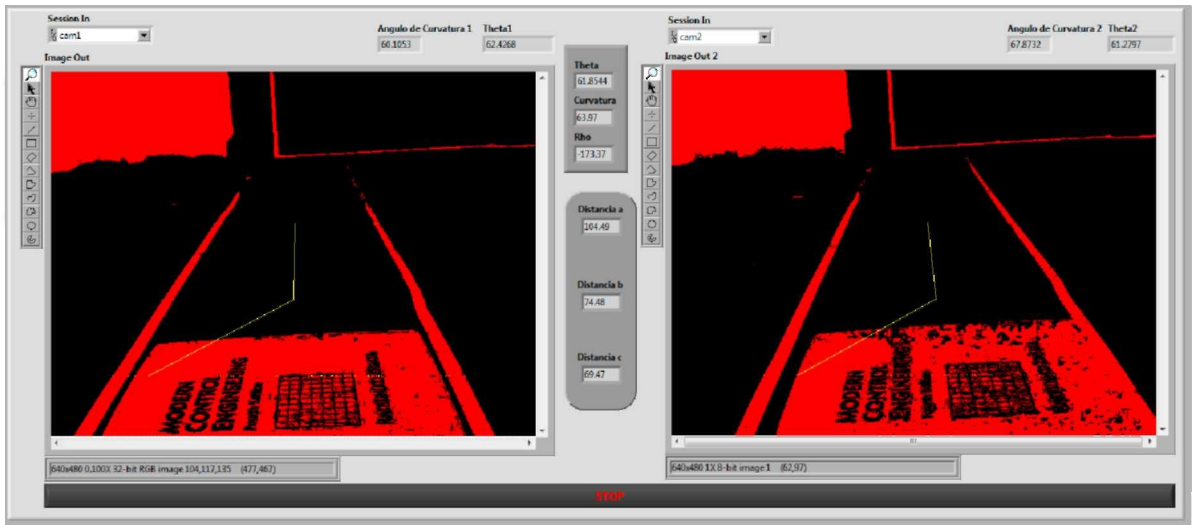 Session In
cam1
Angulo de Curvatura 1
Theta1
60.1053
62.4268
Image Out
Session In
cam2
Angulo de Curvatura 2
Theta2
67.8732
61.2797
Image Out 2
Theta
61.8544
Curvatura
63.97
Rho
-173.37
Distancia a
104.49
Distancia b
74.48
Distancia c
69.47
MODERN
CONTROL
ENGINEERING
MODERN
CONTROL
ENGINEERING
640x480 0,100X 32-bit RGB image 104,117,135 (477,467)
640x480 1X 8-bit image 1 (62,97)
STOP